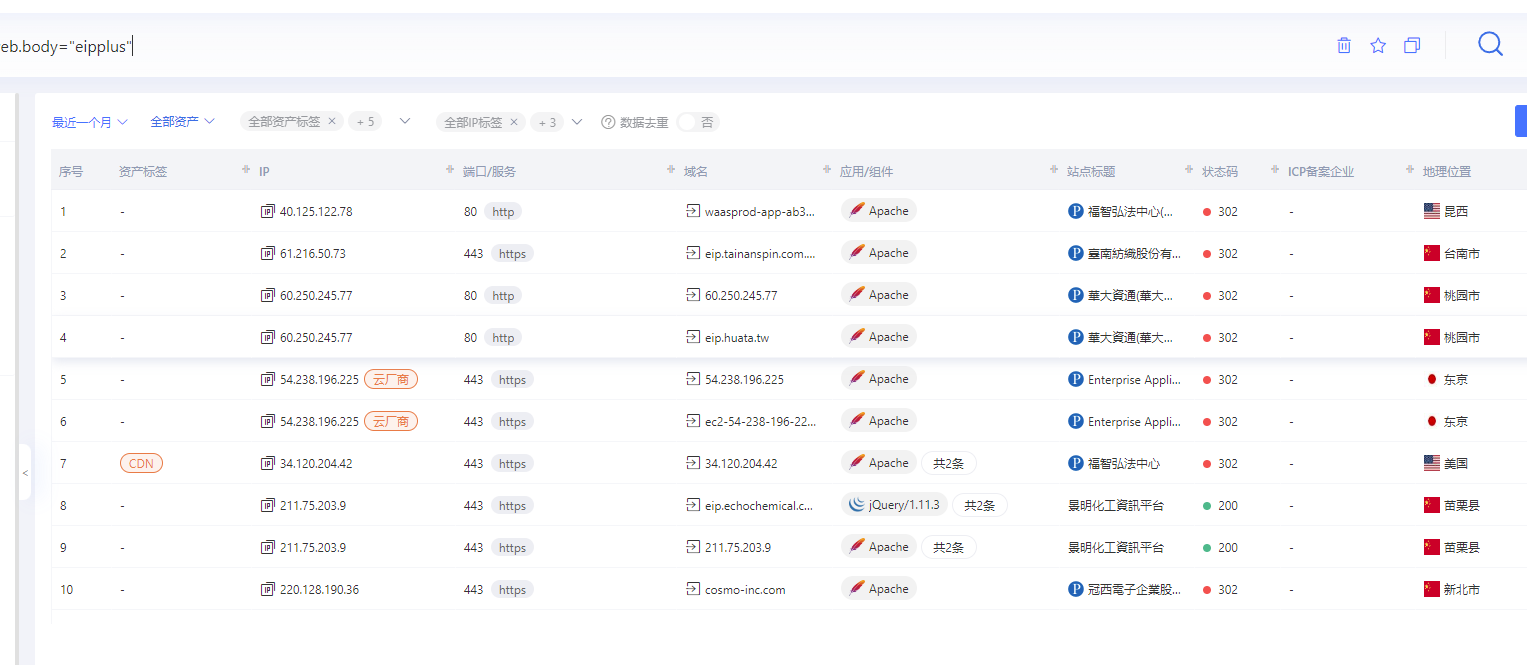 eb.body="eipplus"
最近一个月 全部资产 全部资产标签 × + 5 全部IP标签 × + 3 数据去重 否
序号 资产标签 IP 端口/服务 域名 应用/组件 站点标题 状态码 ICP备案企业 地理位置
1 - 40.125.122.78 80 http waasprod-app-ab3... Apache 福智弘法中心(... 302 - 昆西
2 - 61.216.50.73 443 https eip.tainanspin.com.... Apache 臺南紡織股份有... 302 - 台南市
3 - 60.250.245.77 80 http 60.250.245.77 Apache 華大資通(華大... 302 - 桃园市
4 - 60.250.245.77 80 http eip.huata.tw Apache 華大資通(華大... 302 - 桃园市
5 - 54.238.196.225 云厂商 443 https 54.238.196.225 Apache Enterprise Appli... 302 - 东京
6 - 54.238.196.225 云厂商 443 https ec2-54-238-196-22... Apache Enterprise Appli... 302 - 东京
7 CDN 34.120.204.42 443 https 34.120.204.42 Apache 共2条 福智弘法中心 302 - 美国
8 - 211.75.203.9 443 https eip.echochemical.c... jQuery/1.11.3 共2条 景明化工資訊平台 200 - 苗栗县
9 - 211.75.203.9 443 https 211.75.203.9 Apache 共2条 景明化工資訊平台 200 - 苗栗县
10 - 220.128.190.36 443 https cosmo-inc.com Apache 冠西電子企業股... 302 - 新北市